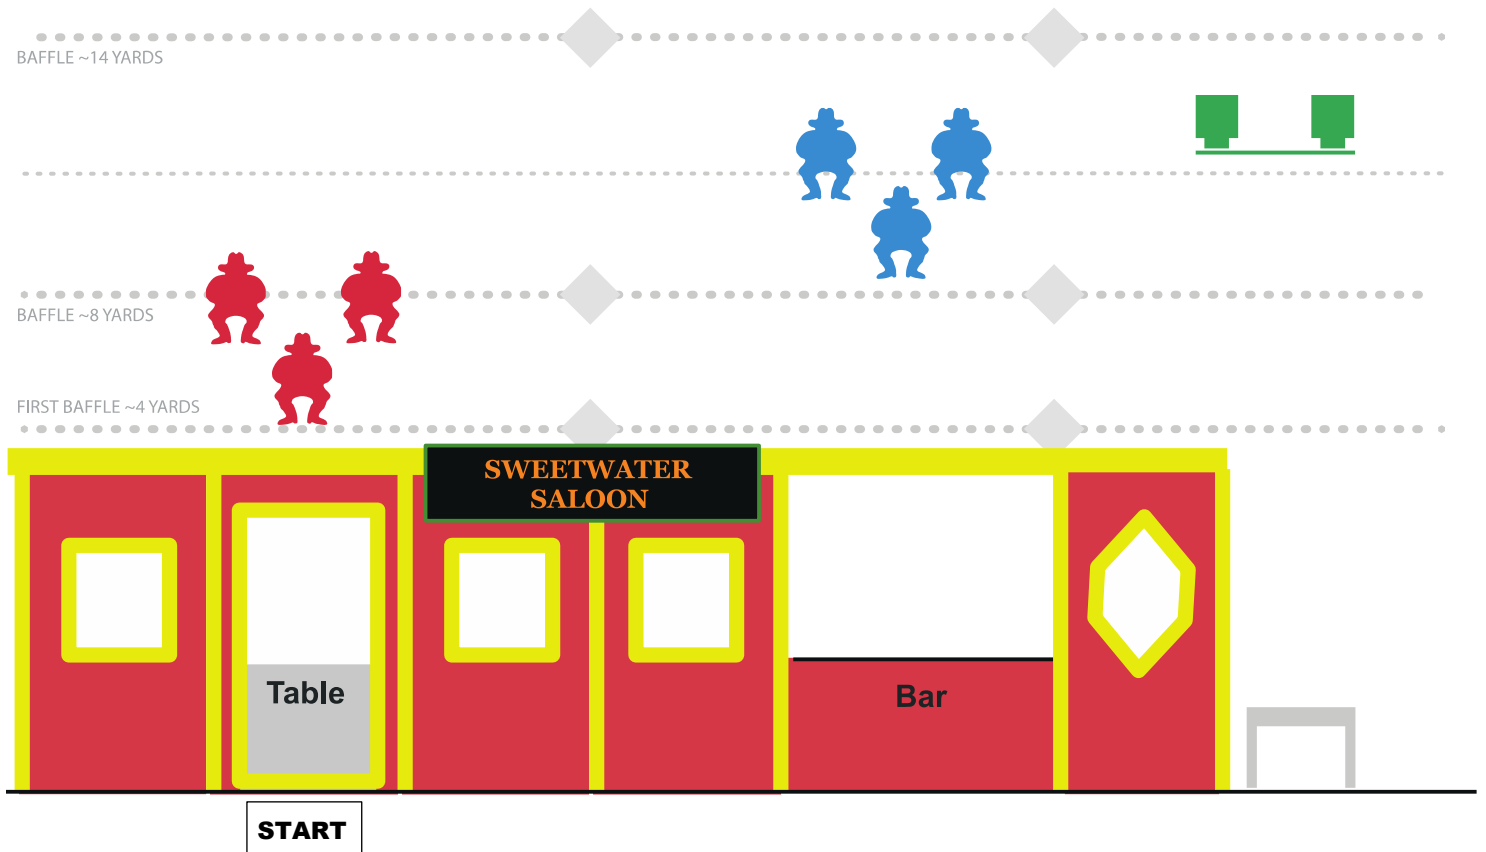 BAFFLE ~14 YARDS
BAFFLE ~8 YARDS
FIRST BAFFLE ~4 YARDS
SWEETWATER
SALOON
Table
Bar
START